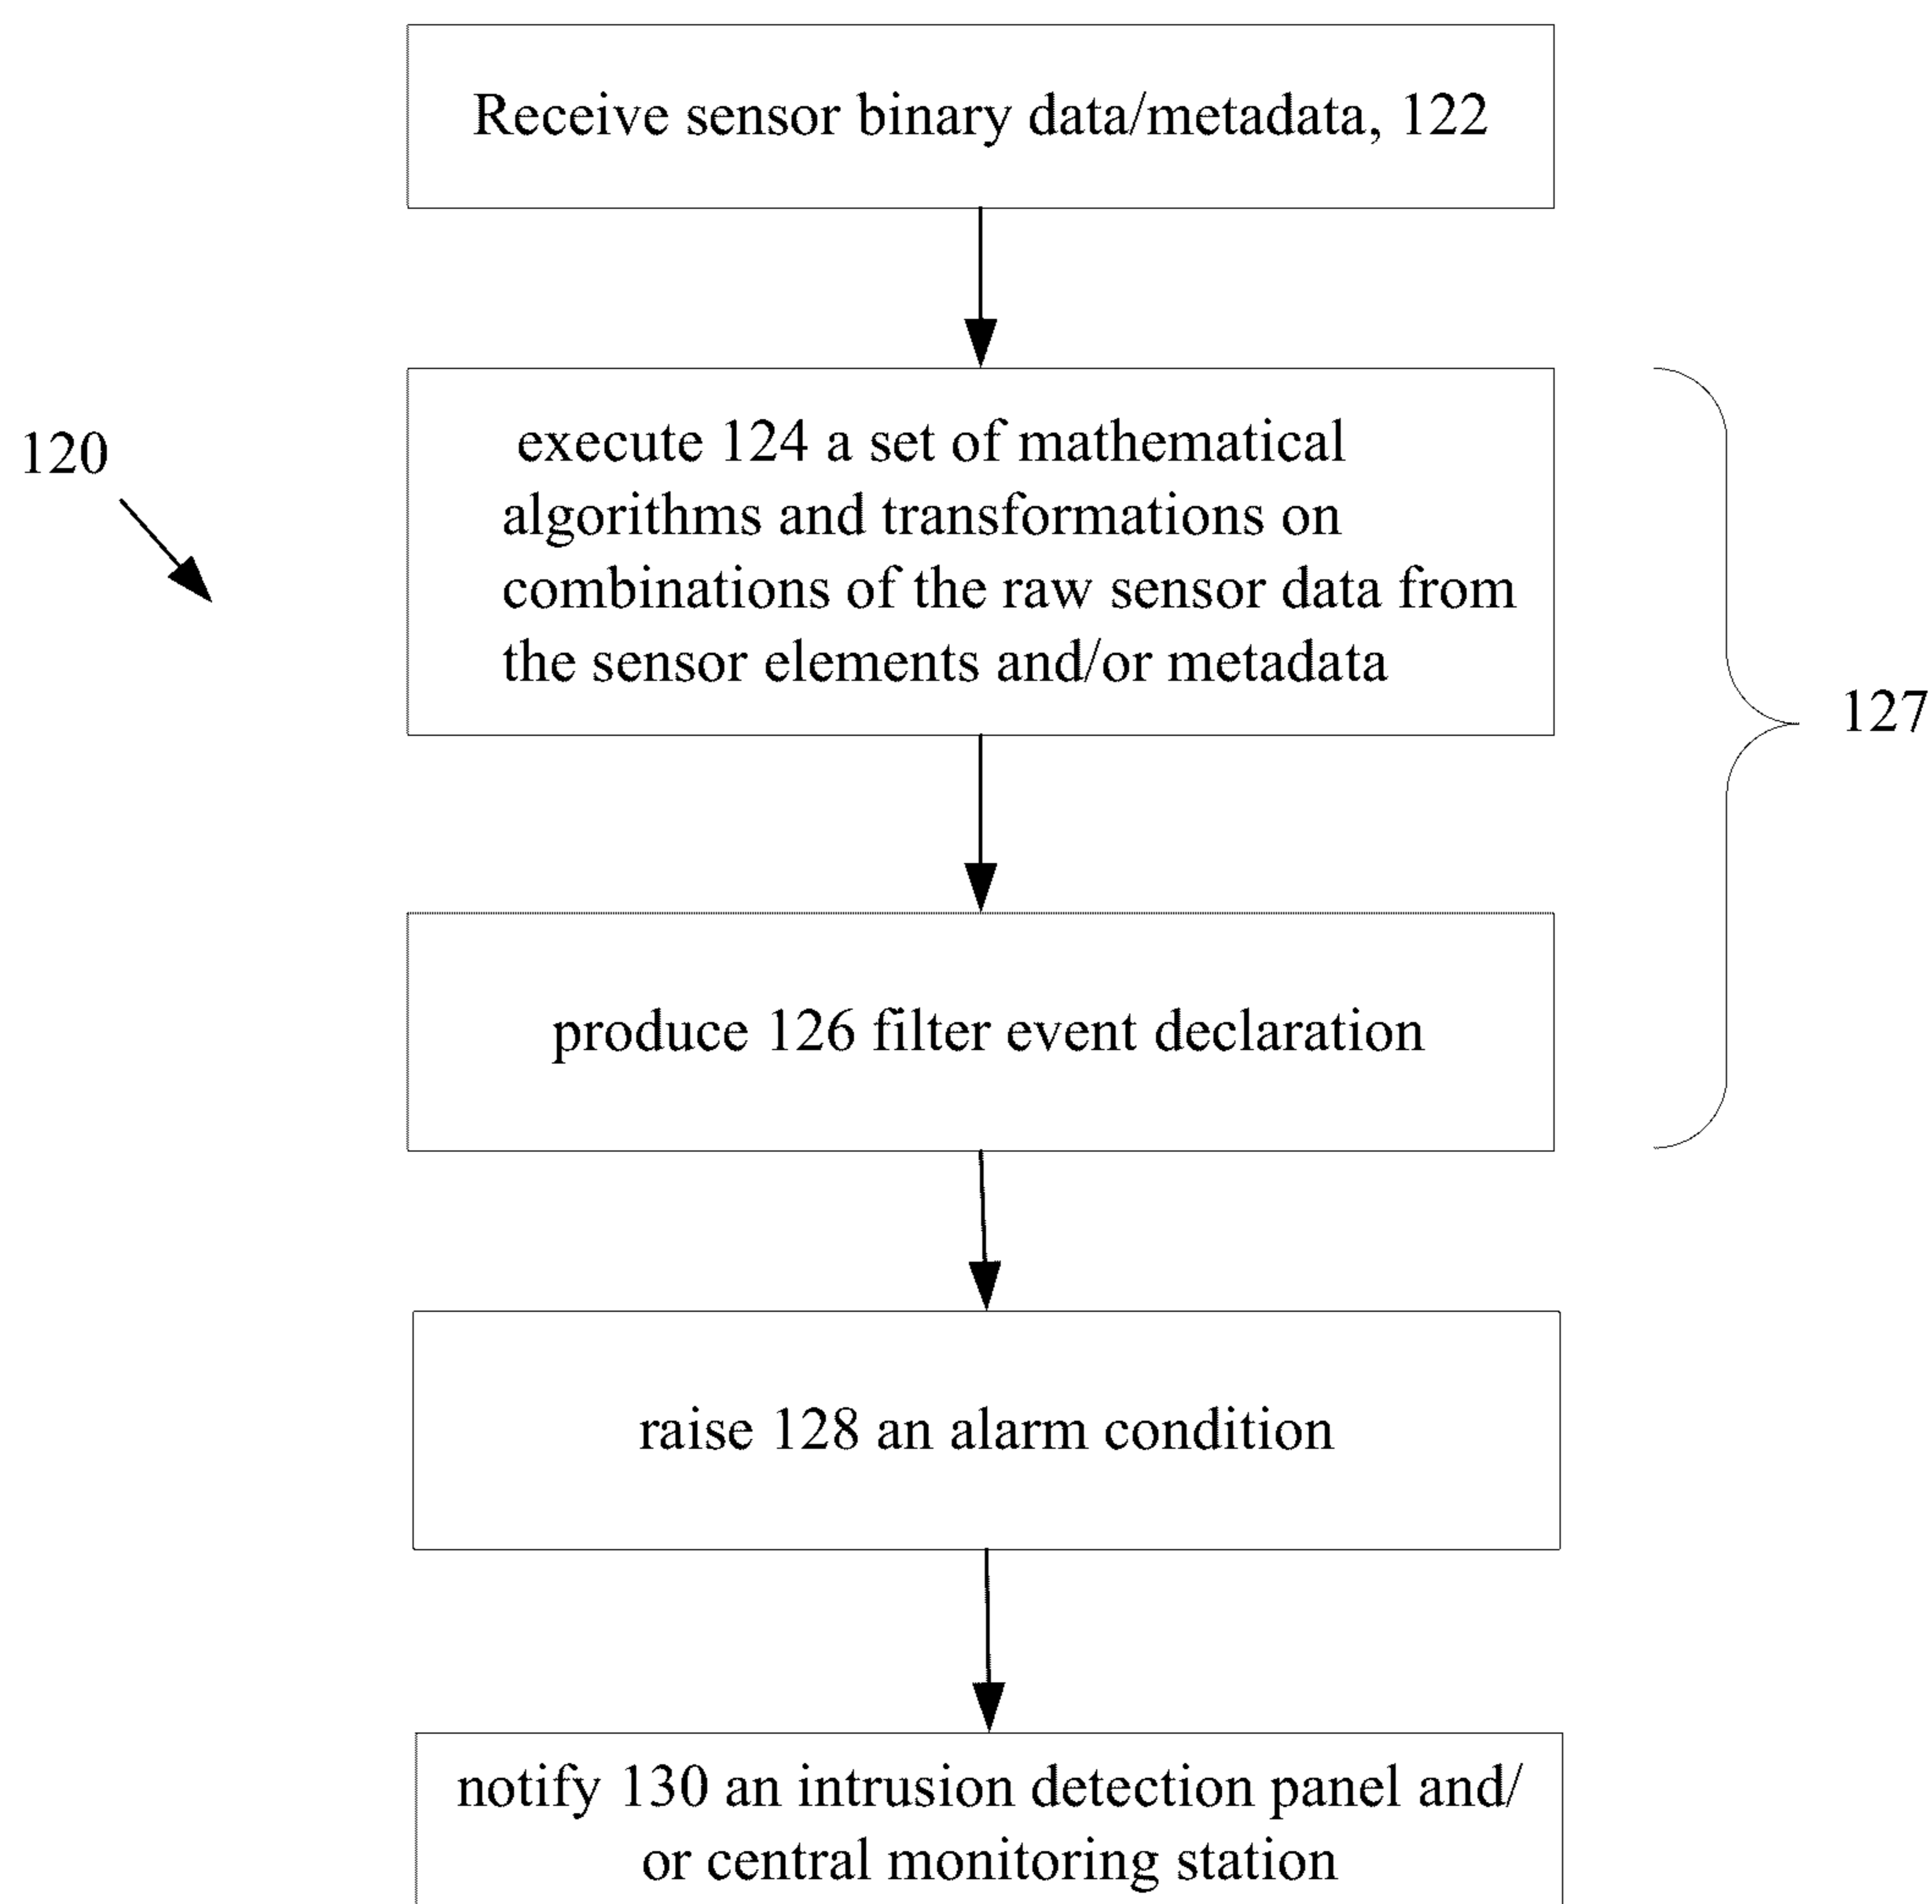 Receive sensor binary data/metadata, 122
120
execute 124 a set of mathematical
algorithms and transformations on
combinations of the raw sensor data from
the sensor elements and/or metadata
127
produce 126 filter event declaration
raise 128 an alarm condition
notify 130 an intrusion detection panel and/
or central monitoring station